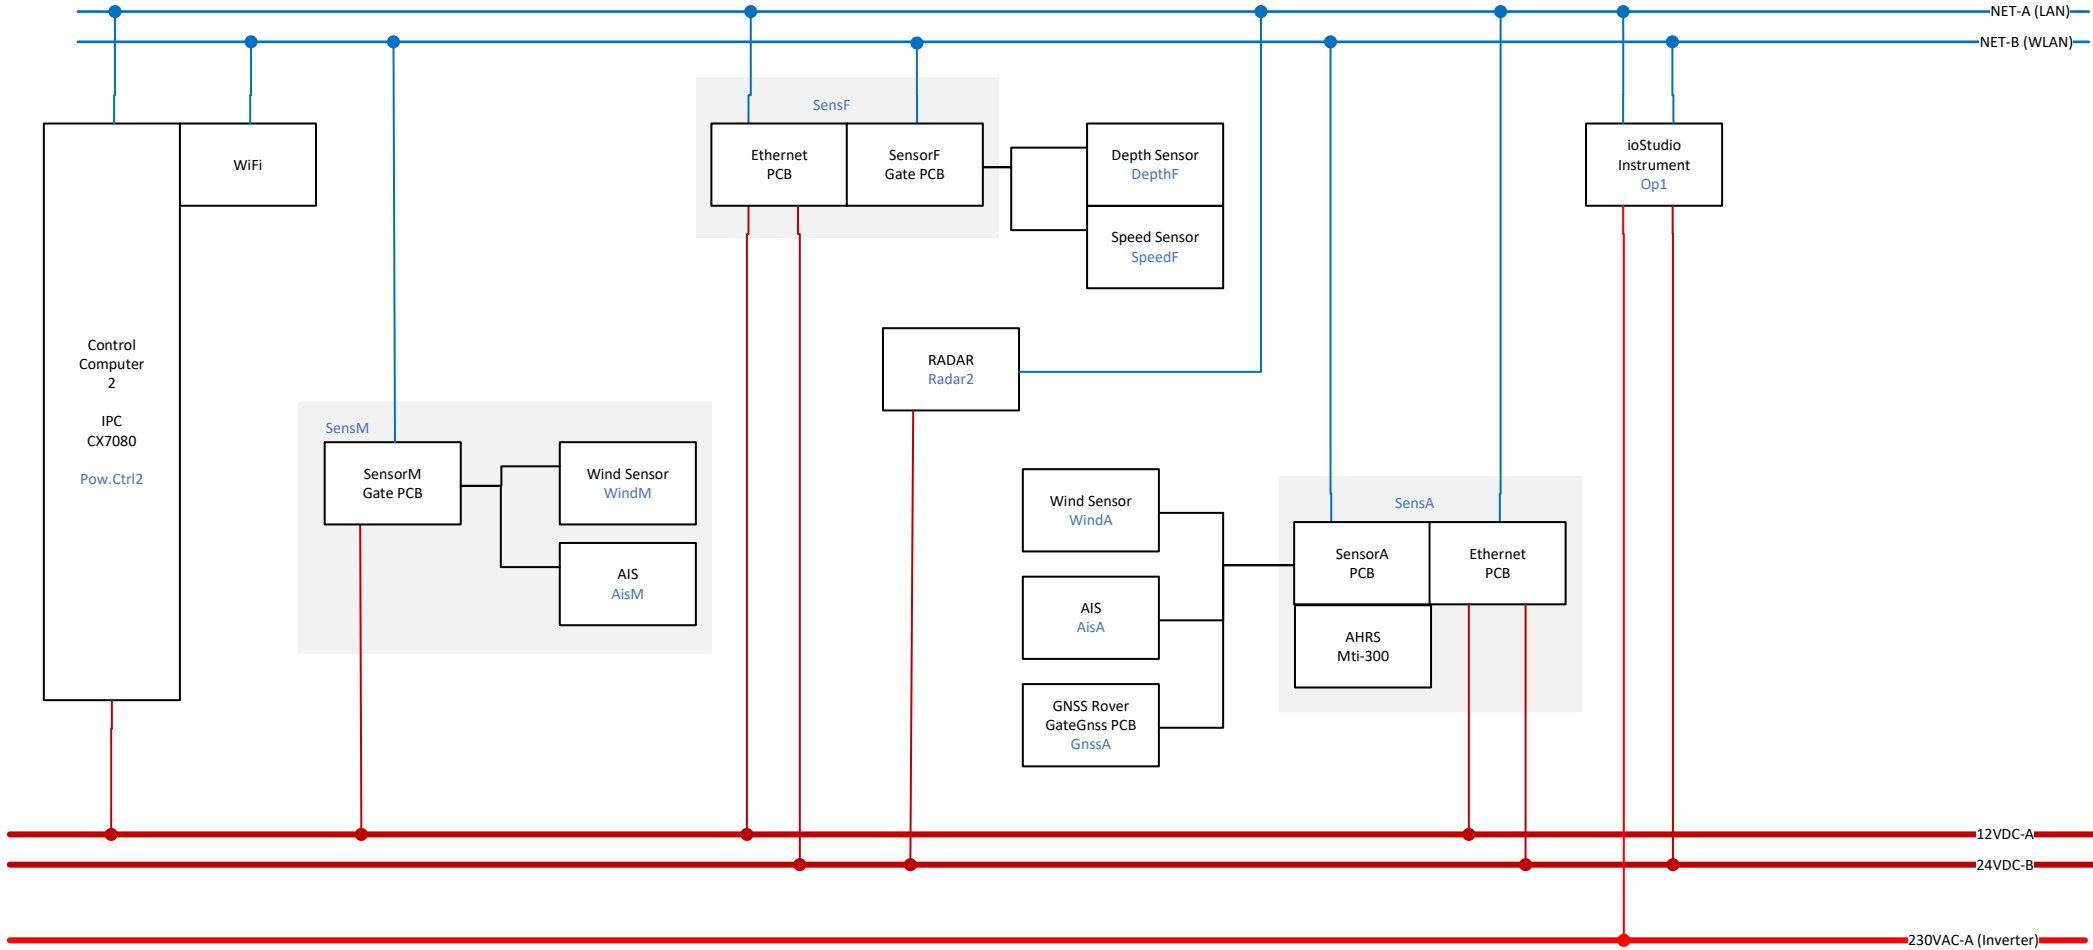 NET-A (LAN)
NET-B (WLAN)
SensF
WiFi
Ethernet
PCB
SensorF
Gate PCB
Depth Sensor
DepthF
Speed Sensor
SpeedF
ioStudio
Instrument
Op1
Control
Computer
2
IPC
CX7080
Pow.Ctrl2
RADAR
Radar2
SensM
SensorM
Gate PCB
Wind Sensor
WindM
AIS
AisM
Wind Sensor
WindA
AIS
AisA
GNSS Rover
GateGnss PCB
GnssA
SensA
SensorA
PCB
Ethernet
PCB
AHRS
Mti-300
12VDC-A
24VDC-B
230VAC-A (Inverter)